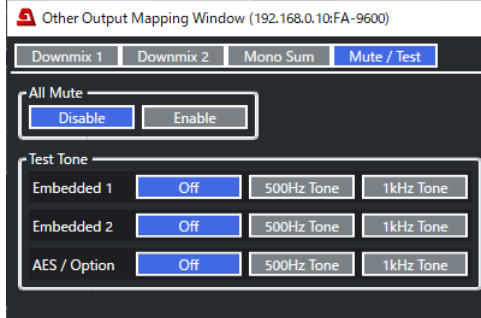 Other Output Mapping Window (192.168.0.10:FA-9600)
Downmix 1 Downmix 2 Mono Sum Mute / Test
All Mute
Disable Enable
Test Tone
Embedded 1 Off 500Hz Tone 1kHz Tone
Embedded 2 Off 500Hz Tone 1kHz Tone
AES / Option Off 500Hz Tone 1kHz Tone